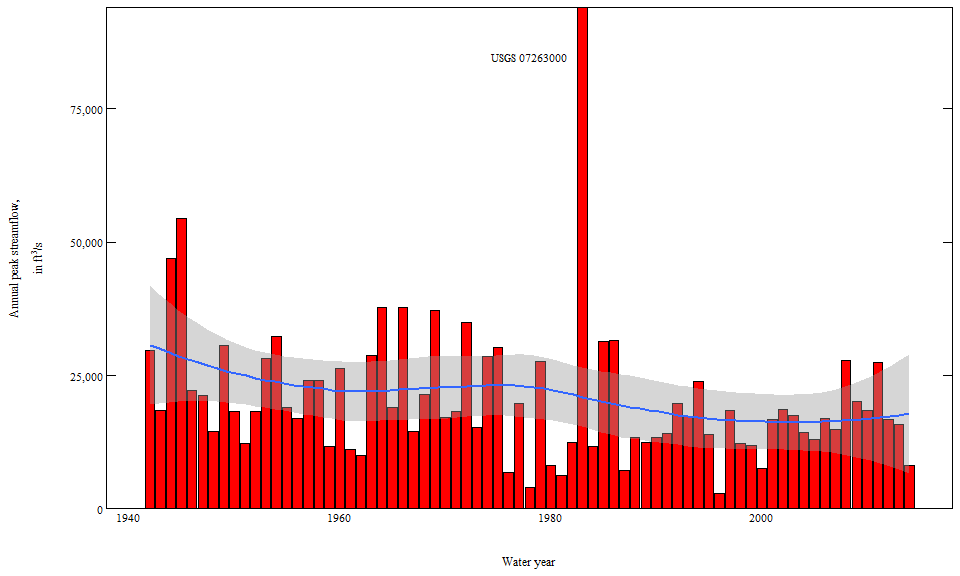 USGS 07263000
75,000
50,000
25,000
0
Annual peak streamflow,
in ft³/s
1940 1960 1980 2000
Water year